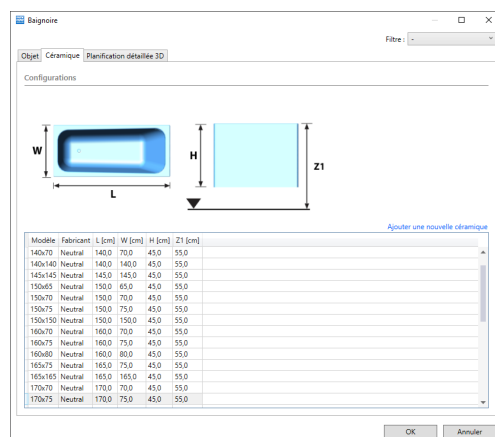 Baignoire
Filtre : -
Objet Céramique Planification détaillée 3D
Configurations
W
L
H
Z1
Ajouter une nouvelle céramique
Modèle Fabricant L [cm] W [cm] H [cm] Z1 [cm]
140x70 Neutral 140,0 70,0 45,0 55,0
140x140 Neutral 140,0 140,0 45,0 55,0
145x145 Neutral 145,0 145,0 45,0 55,0
150x65 Neutral 150,0 65,0 45,0 55,0
150x70 Neutral 150,0 70,0 45,0 55,0
150x75 Neutral 150,0 75,0 45,0 55,0
150x150 Neutral 150,0 150,0 45,0 55,0
160x70 Neutral 160,0 70,0 45,0 55,0
160x75 Neutral 160,0 75,0 45,0 55,0
160x80 Neutral 160,0 80,0 45,0 55,0
165x75 Neutral 165,0 75,0 45,0 55,0
165x165 Neutral 165,0 165,0 45,0 55,0
170x70 Neutral 170,0 70,0 45,0 55,0
170x75 Neutral 170,0 75,0 45,0 55,0
OK Annuler